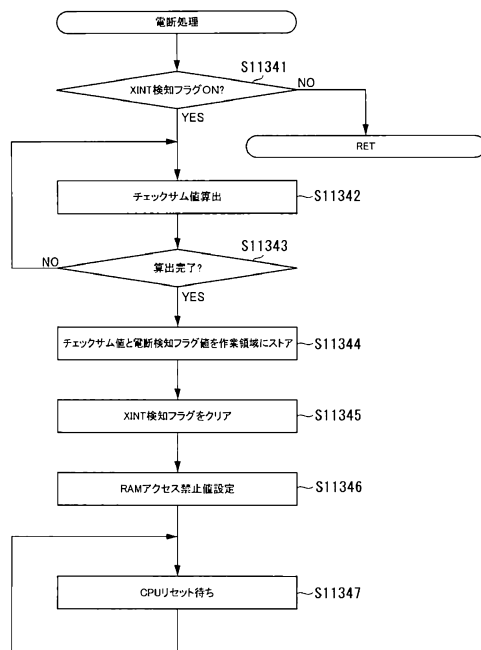 電断処理
S11341
XINT検知フラグON?
NO
YES
RET
チェックサム値算出
S11342
S11343
算出完了?
NO
YES
チェックサム値と電断検知フラグ値を作業領域にストア
S11344
XINT検知フラグをクリア
S11345
RAMアクセス禁止値設定
S11346
CPUリセット待ち
S11347